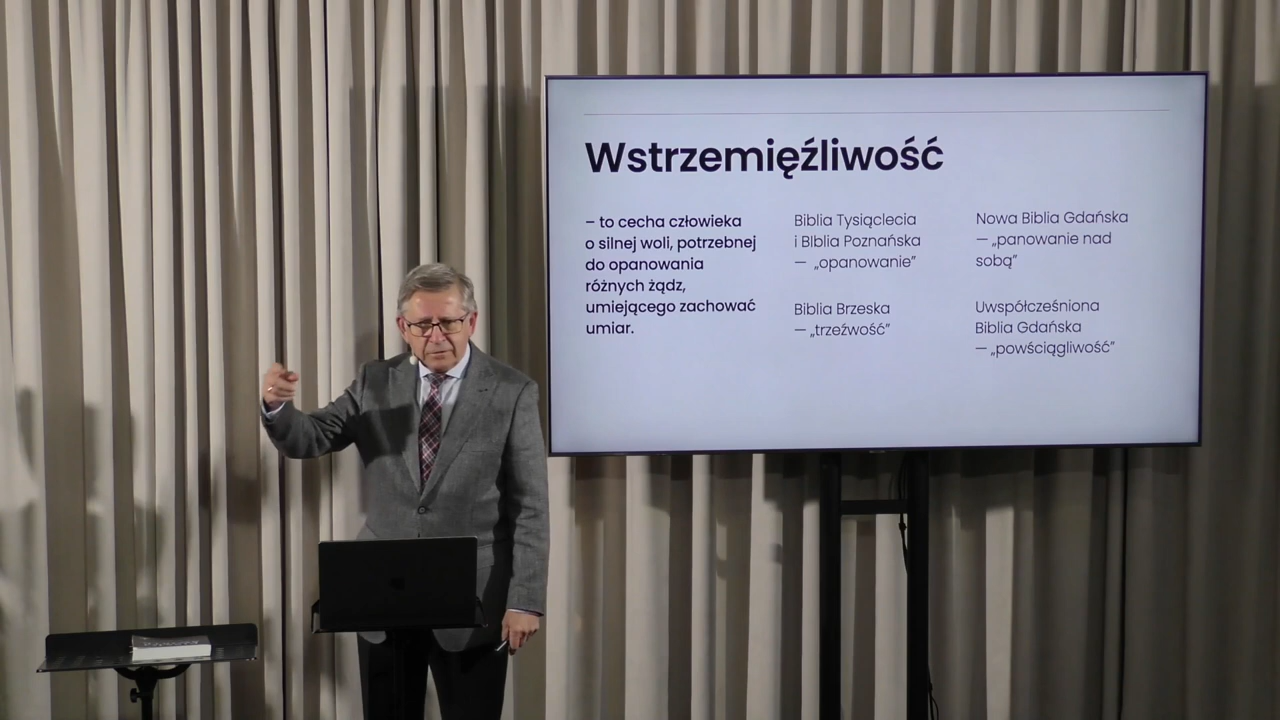 Wstrzemięźliwość
– to cecha człowieka
o silnej woli, potrzebnej
do opanowania
różnych żądz,
umiejącego zachować
umiar.
Biblia Tysiąclecia
i BIblia Poznańska
— „opanowanie”
Biblia Brzeska
— „trzeźwość”
Nowa Biblia Gdańska
— „panowanie nad
sobą”
Uwspółcześniona
Biblia Gdańska
— „powściągliwość”